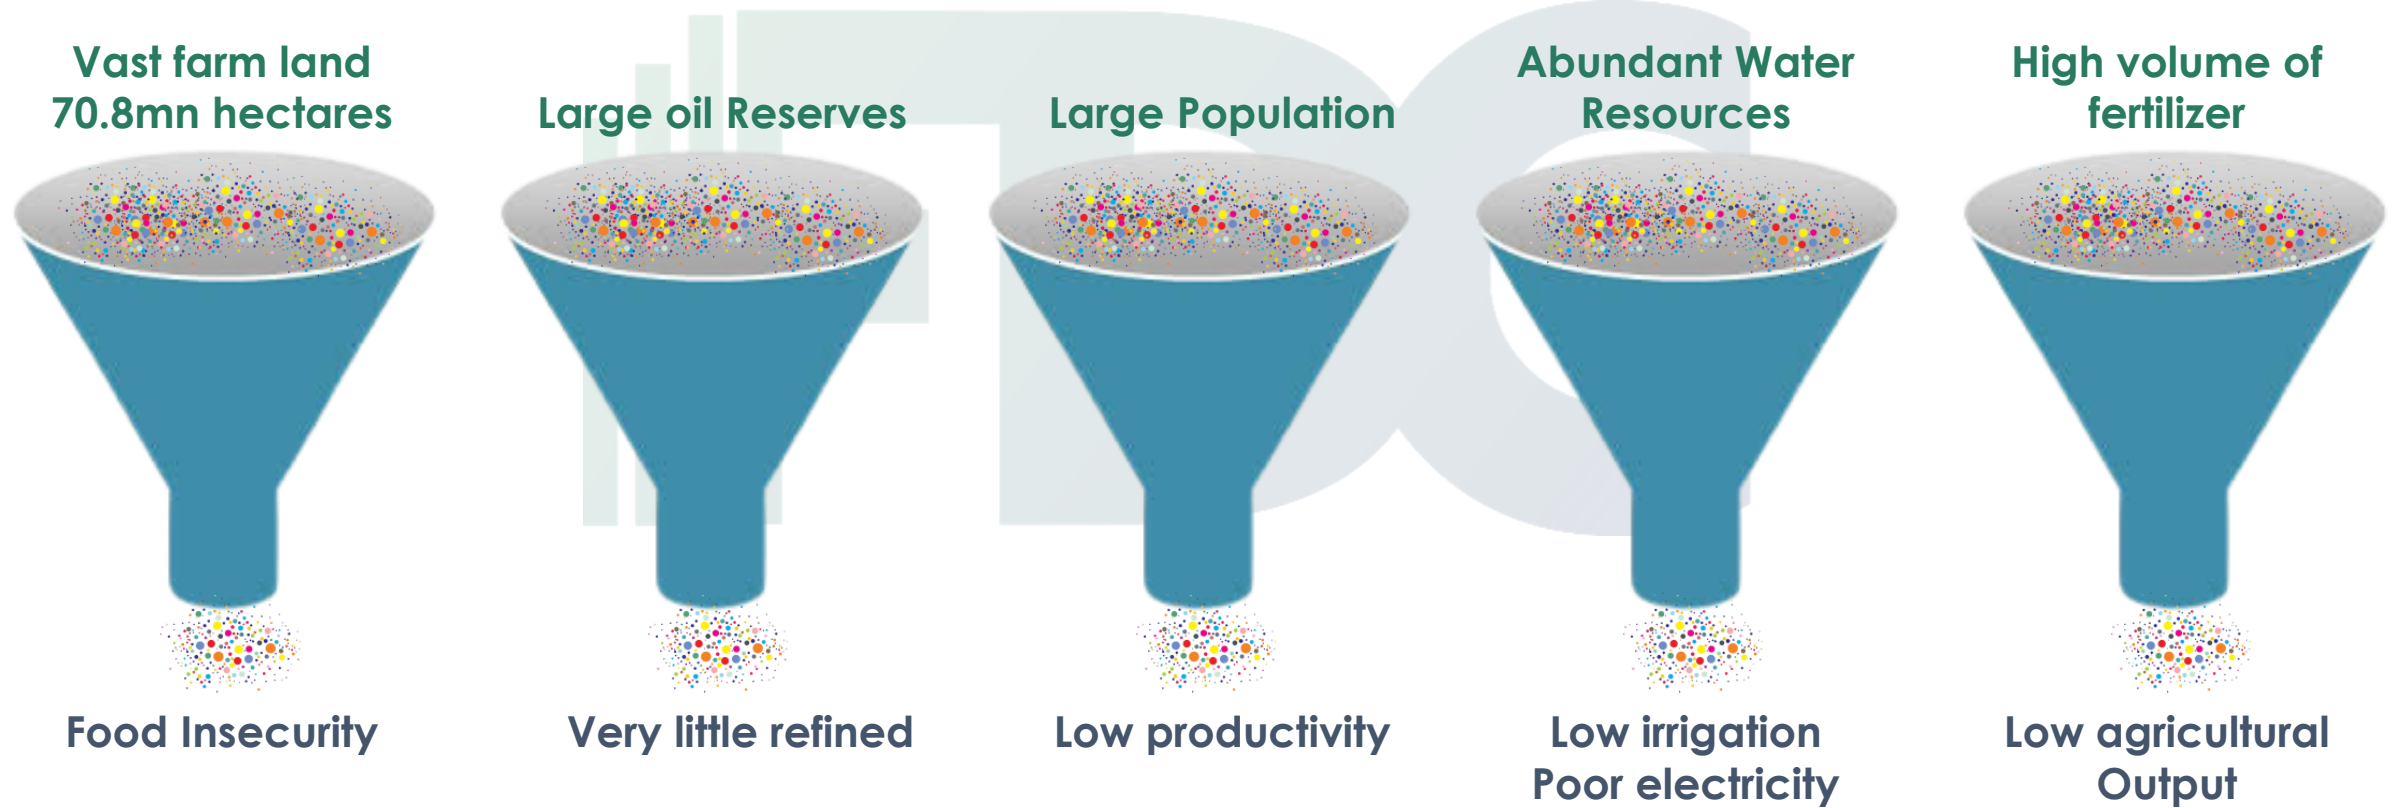 Vast farm land
70.8mn hectares
Large oil Reserves
Large Population
Abundant Water
Resources
High volume of
fertilizer
Food Insecurity
Very little refined
Low productivity
Low irrigation
Poor electricity
Low agricultural
Output
FDC